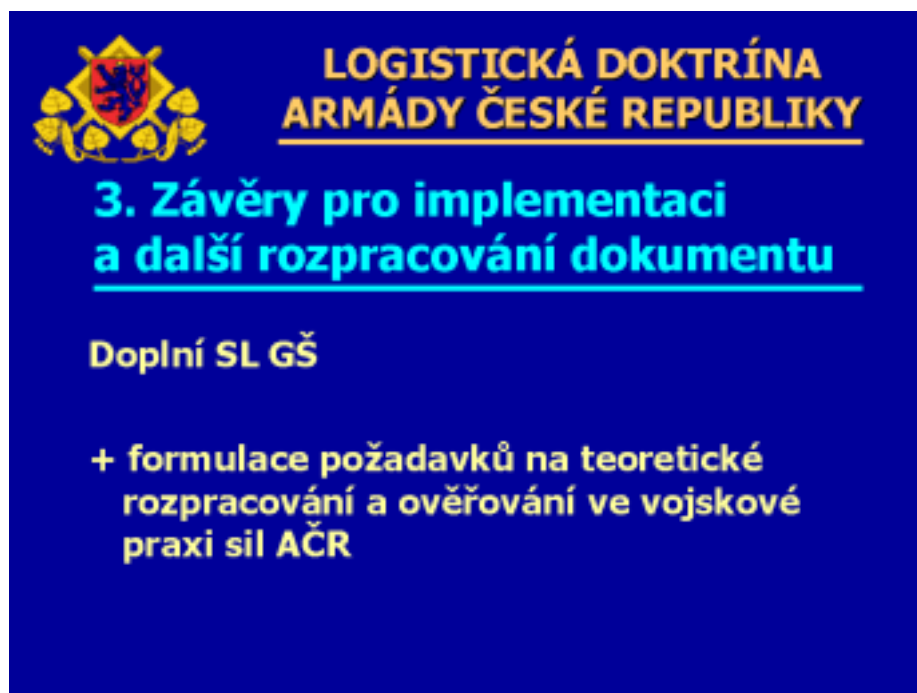 LOGISTICKÁ DOKTRÍNA
ARMÁDY ČESKÉ REPUBLIKY
3. Závěry pro implementaci
a další rozpracování dokumentu
Doplní SL GŠ
+ formulace požadavků na teoretické
rozpracování a ověřování ve vojskové
praxi sil AČR